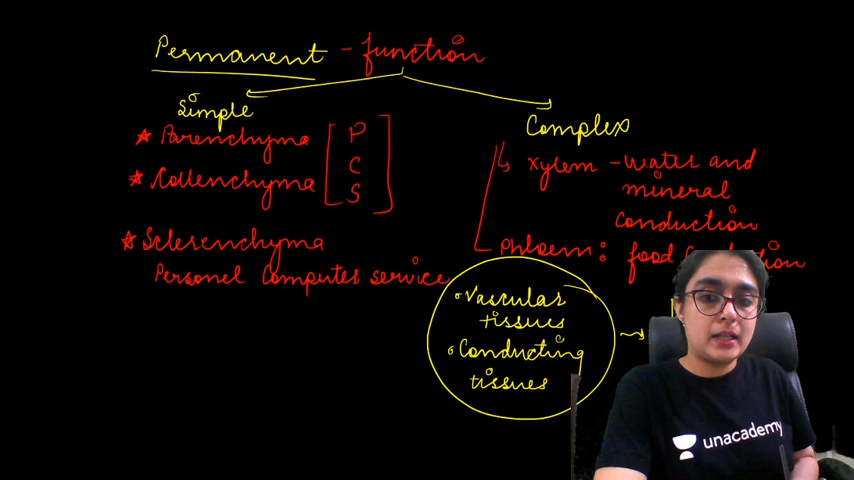 Permanent - function
Simple
Complex
★ Parenchyma [ P
★ Collenchyma C
S ]
★ Sclerenchyma
Personel Computer service
↳ Xylem - water and
mineral
conduction
Phloem : food
• Vascular
tissues
• Conducting
tissues
unacademy